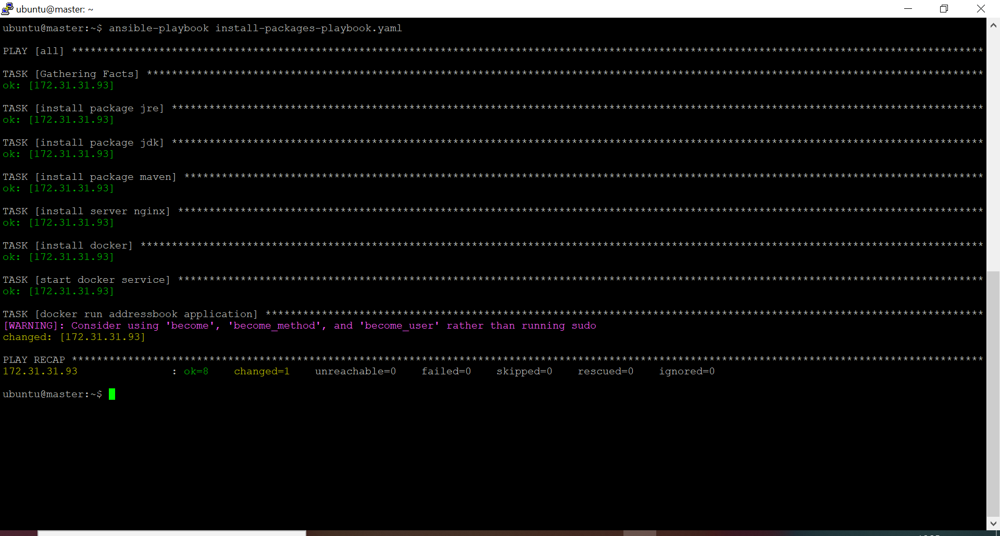 ubuntu@master: ~
ubuntu@master:~$ ansible-playbook install-packages-playbook.yaml
PLAY [all] **************************************************************************************************************************************************
TASK [Gathering Facts] **************************************************************************************************************************************
ok: [172.31.31.93]
TASK [install package jre] **********************************************************************************************************************************
ok: [172.31.31.93]
TASK [install package jdk] **********************************************************************************************************************************
ok: [172.31.31.93]
TASK [install package maven] ********************************************************************************************************************************
ok: [172.31.31.93]
TASK [install server nginx] *********************************************************************************************************************************
ok: [172.31.31.93]
TASK [install docker] ***************************************************************************************************************************************
ok: [172.31.31.93]
TASK [start docker service] *********************************************************************************************************************************
ok: [172.31.31.93]
TASK [docker run addressbook application] *******************************************************************************************************************
[WARNING]: Consider using 'become', 'become_method', and 'become_user' rather than running sudo
changed: [172.31.31.93]
PLAY RECAP **************************************************************************************************************************************************
172.31.31.93               : ok=8    changed=1    unreachable=0    failed=0    skipped=0    rescued=0    ignored=0
ubuntu@master:~$